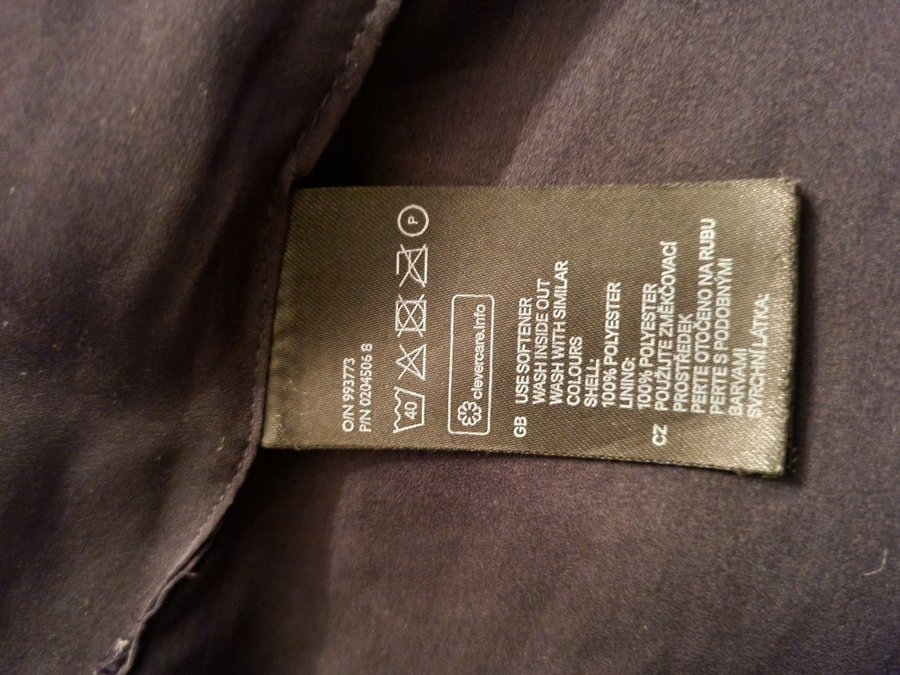 O/N 993773
P/N 0204506 8
40 P
clevercare.info
GB USE SOFTENER
WASH INSIDE OUT
WASH WITH SIMILAR
COLOURS
SHELL:
100% POLYESTER
LINING:
100% POLYESTER
CZ POUŽIJTE ZMĚKČOVACÍ
PROSTŘEDEK
PERTE OTOČENO NA RUBU
PERTE S PODOBNÝMI
BARVAMI
SVRCHNÍ LÁTKA: